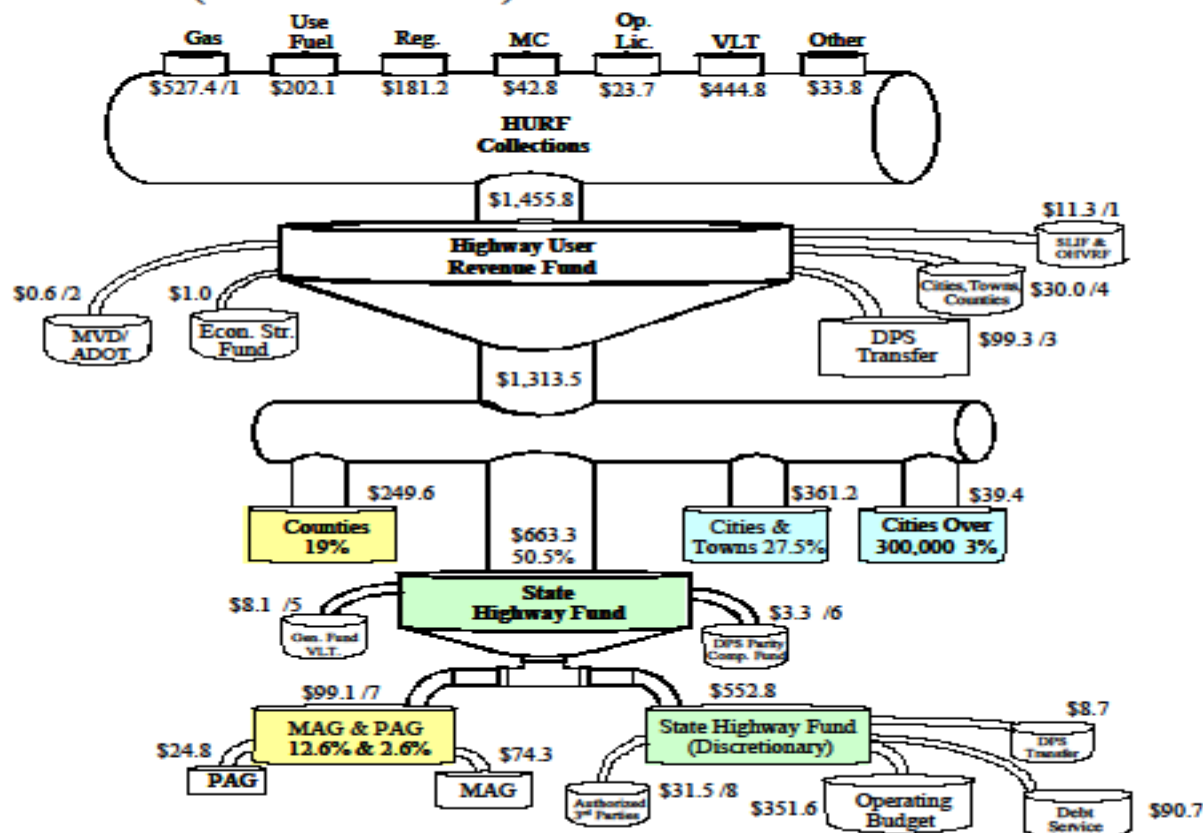 Gas
Use
Fuel
Reg.
MC
Op.
Lic.
VLT
Other
$527.4 /1
$202.1
$181.2
$42.8
$23.7
$444.8
$33.8
HURF
Collections
$1,455.8
$11.3 /1
SLIF &
OHVRF
Highway User
Revenue Fund
Cities, Towns,
Counties
$30.0 /4
$0.6 /2
$1.0
MVD/
ADOT
Econ. Str.
Fund
DPS
Transfer
$99.3 /3
$1,313.5
$249.6
$361.2
$39.4
Counties
19%
$663.3
50.5%
Cities &
Towns 27.5%
Cities Over
300,000 3%
State
Highway Fund
$8.1 /5
Gen. Fund
VLT.
$3.3 /6
DPS Parity
Comp. Fund
$99.1 /7
$552.8
MAG & PAG
12.6% & 2.6%
State Highway Fund
(Discretionary)
$8.7
DPS
Transfer
$24.8
PAG
$74.3
MAG
Authorized
3rd Parties
$31.5 /8
$351.6
Operating
Budget
Debt
Service
$90.7